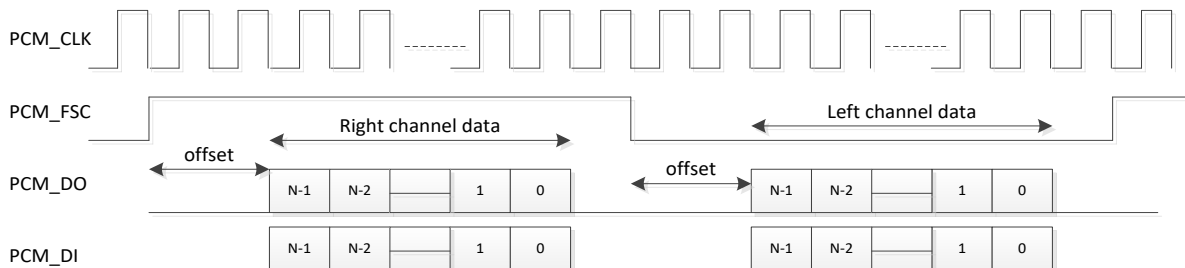 PCM_CLK
PCM_FSC
Right channel data
Left channel data
offset
offset
PCM_DO
N-1 N-2 1 0
N-1 N-2 1 0
PCM_DI
N-1 N-2 1 0
N-1 N-2 1 0